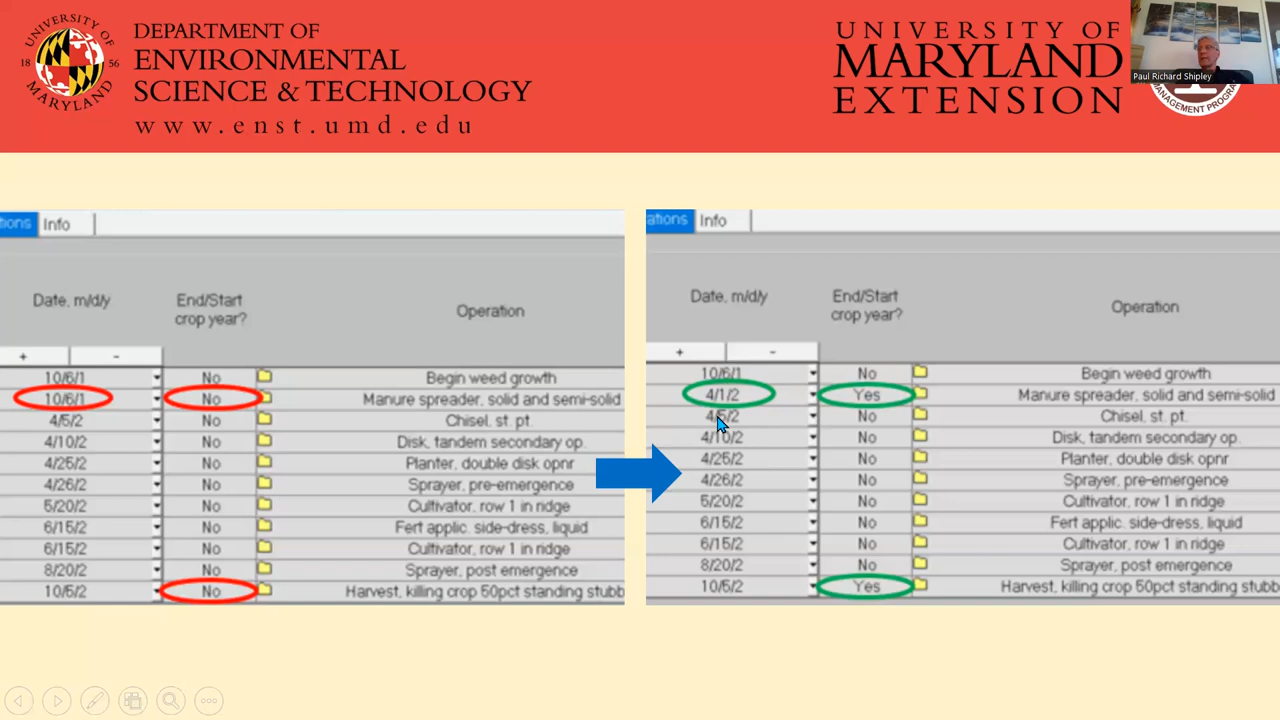 UNIVERSITY OF
18 56
MARYLAND
DEPARTMENT OF
ENVIRONMENTAL
SCIENCE & TECHNOLOGY
www.enst.umd.edu
UNIVERSITY OF
MARYLAND
EXTENSION
Paul Richard Shipley
MANAGEMENT PROGR
tions Info
Date, m/d/y End/Start crop year? Operation
+ -
10/6/1 No Begin weed growth
10/6/1 No Manure spreader, solid and semi-solid
4/5/2 No Chisel, st. pt.
4/10/2 No Disk, tandem secondary op.
4/25/2 No Planter, double disk opnr
4/26/2 No Sprayer, pre-emergence
5/20/2 No Cultivator, row 1 in ridge
6/15/2 No Fert applic. side-dress, liquid
6/15/2 No Cultivator, row 1 in ridge
8/20/2 No Sprayer, post emergence
10/5/2 No Harvest, killing crop 50pct standing stubb
ations Info
Date, m/d/y End/Start crop year? Operation
+ -
10/6/1 No Begin weed growth
4/1/2 Yes Manure spreader, solid and semi-solid
4/5/2 No Chisel, st. pt.
4/10/2 No Disk, tandem secondary op.
4/25/2 No Planter, double disk opnr
4/26/2 No Sprayer, pre-emergence
5/20/2 No Cultivator, row 1 in ridge
6/15/2 No Fert applic. side-dress, liquid
6/15/2 No Cultivator, row 1 in ridge
8/20/2 No Sprayer, post emergence
10/5/2 Yes Harvest, killing crop 50pct standing stubb